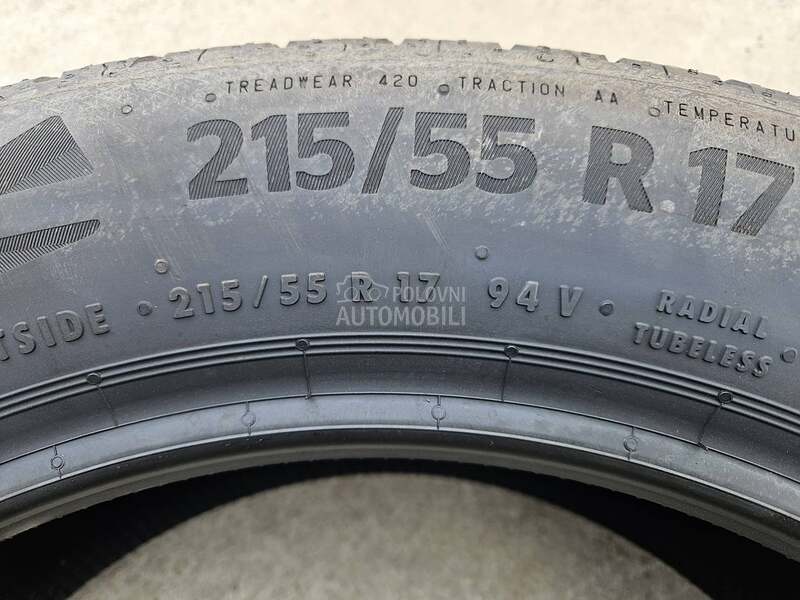 TREADWEAR 420 TRACTION AA TEMPERATU
215/55 R 17
TSIDE · 215/55 R 17 94 V · RADIAL
TUBELESS ·
POLOVNI
AUTOMOBILI